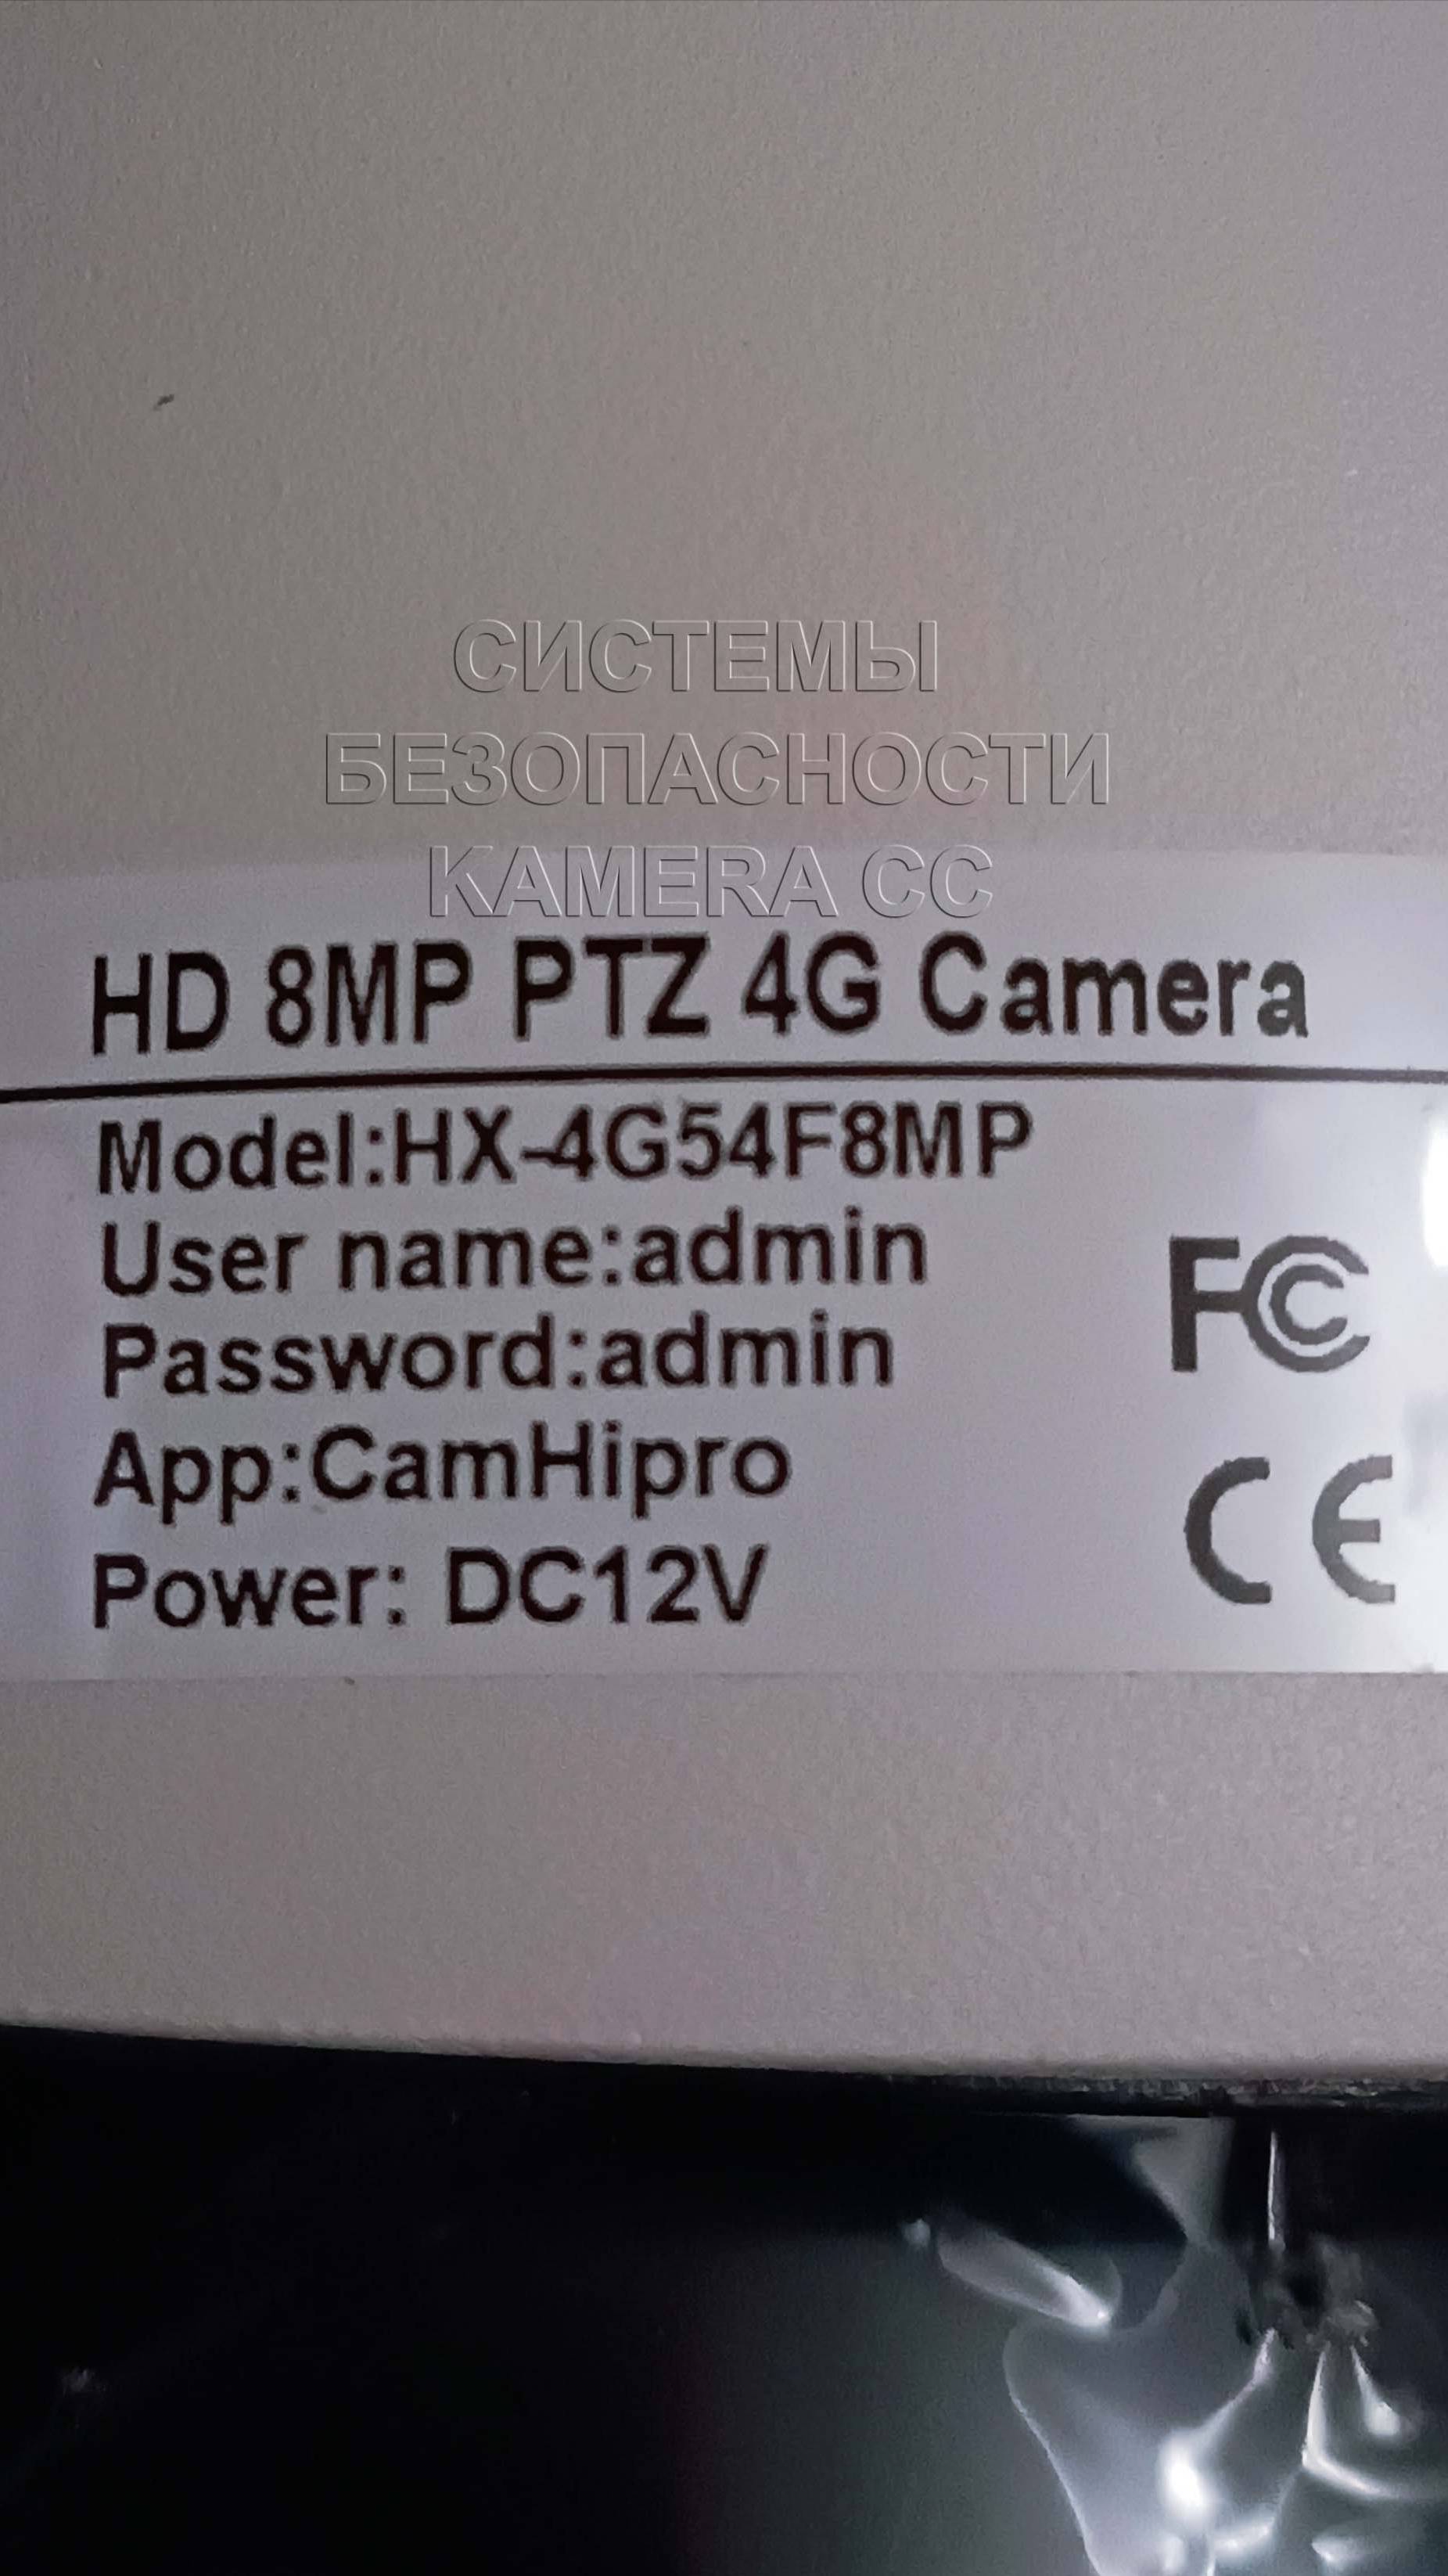 СИСТЕМЫ
БЕЗОПАСНОСТИ
KAMERA CC
HD 8MP PTZ 4G Camera
Model:HX-4G54F8MP
User name:admin
Password:admin
FC
App:CamHipro
CE
Power: DC12V